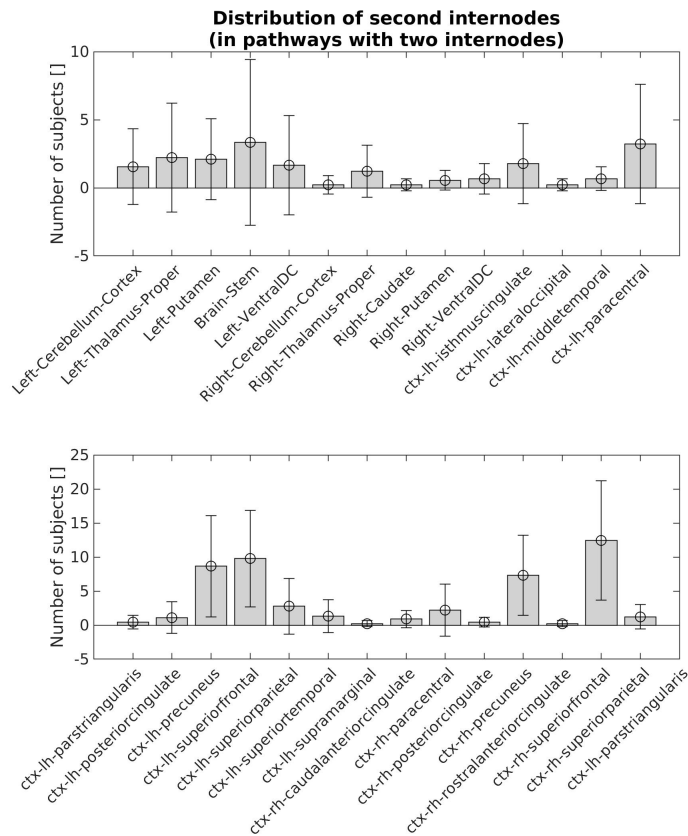 Distribution of second internodes
(in pathways with two internodes)
Number of subjects []
10
5
0
-5
Left-Cerebellum-Cortex
Left-Thalamus-Proper
Left-Putamen
Brain-Stem
Left-VentralDC
Right-Cerebellum-Cortex
Right-Thalamus-Proper
Right-Caudate
Right-Putamen
Right-VentralDC
ctx-lh-isthmuscingulate
ctx-lh-lateraloccipital
ctx-lh-middletemporal
ctx-lh-paracentral
Number of subjects []
25
20
15
10
5
0
-5
ctx-lh-parstriangularis
ctx-lh-posteriorcingulate
ctx-lh-precuneus
ctx-lh-superiorfrontal
ctx-lh-superiorparietal
ctx-lh-superiortemporal
ctx-lh-supramarginal
ctx-rh-caudalanteriorcingulate
ctx-rh-paracentral
ctx-rh-posteriorcingulate
ctx-rh-precuneus
ctx-rh-rostralanteriorcingulate
ctx-rh-superiorfrontal
ctx-rh-superiorparietal
ctx-lh-parstriangularis